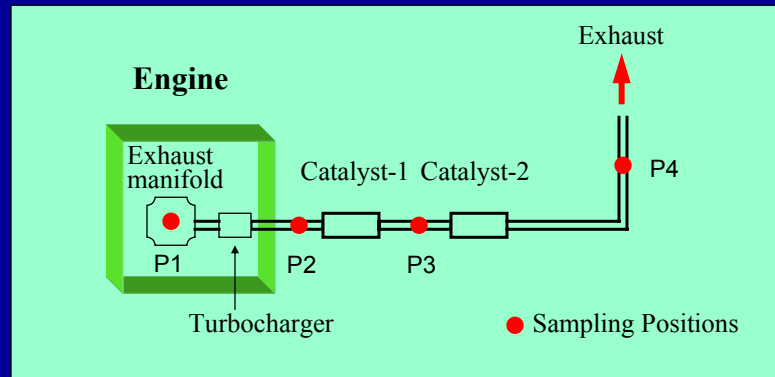 Exhaust
Engine
Exhaust
manifold
Catalyst-1 Catalyst-2
P4
P1
P2
P3
Turbocharger
Sampling Positions